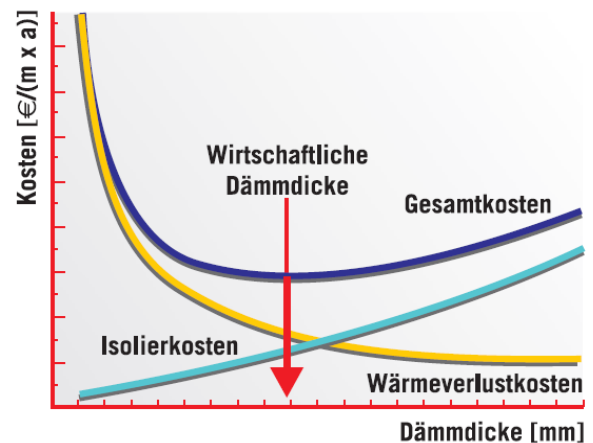 Kosten [€/(m x a)]
Wirtschaftliche
Dämmdicke
Gesamtkosten
Isolierkosten
Wärmeverlustkosten
Dämmdicke [mm]